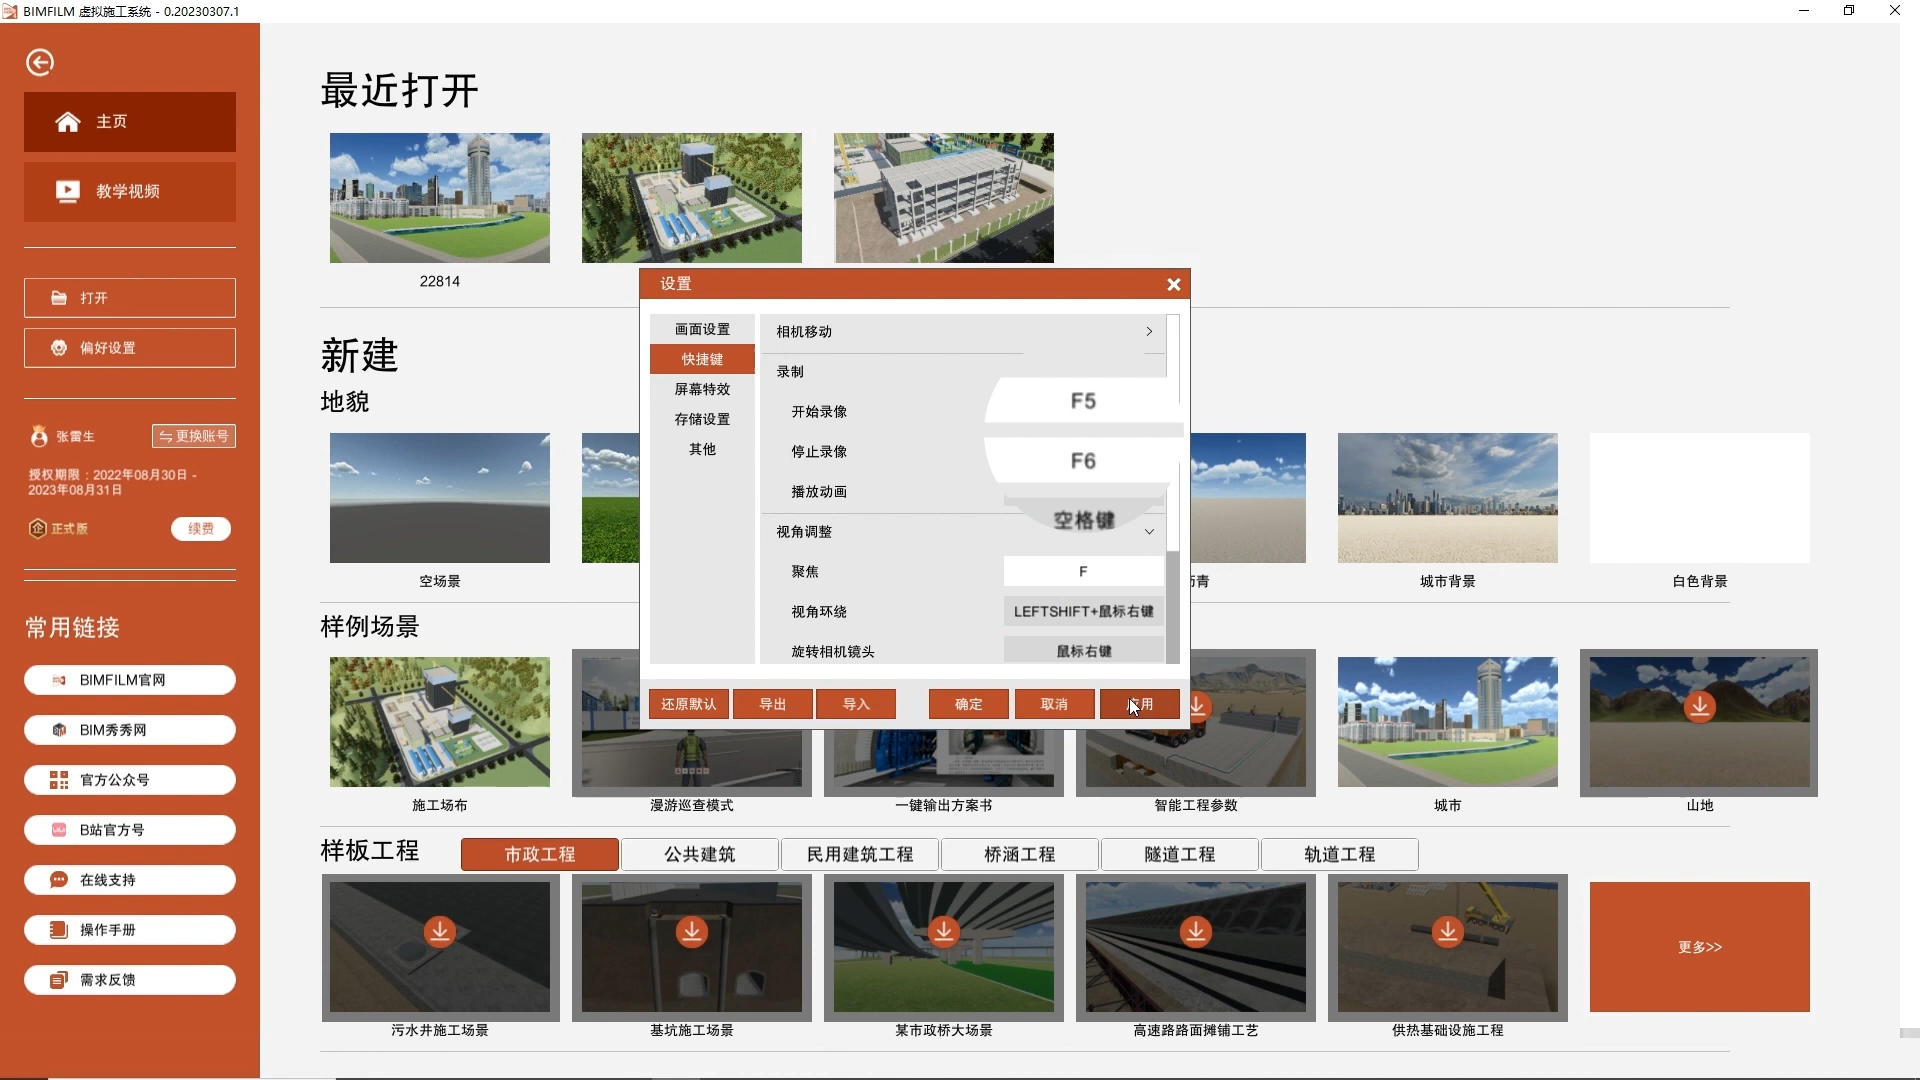 BIMFILM 虚拟施工系统 - 0.20230307.1
主页
教学视频
打开
偏好设置
张雷生
更换账号
授权期限：2022年08月30日 -
2023年08月31日
正式版
续费
常用链接
BIMFILM官网
BIM秀秀网
官方公众号
B站官方号
在线支持
操作手册
需求反馈
最近打开
22814
新建
地貌
空场景
青
城市背景
白色背景
样例场景
施工场布
漫游巡查模式
一键输出方案书
智能工程参数
城市
山地
样板工程
市政工程
公共建筑
民用建筑工程
桥涵工程
隧道工程
轨道工程
污水井施工场景
基坑施工场景
某市政桥大场景
高速路路面摊铺工艺
供热基础设施工程
更多>>
设置
画面设置
快捷键
屏幕特效
存储设置
其他
相机移动
录制
开始录像 F5
停止录像 F6
播放动画 空格键
视角调整
聚焦 F
视角环绕 LEFTSHIFT+鼠标右键
旋转相机镜头 鼠标右键
还原默认
导出
导入
确定
取消
用